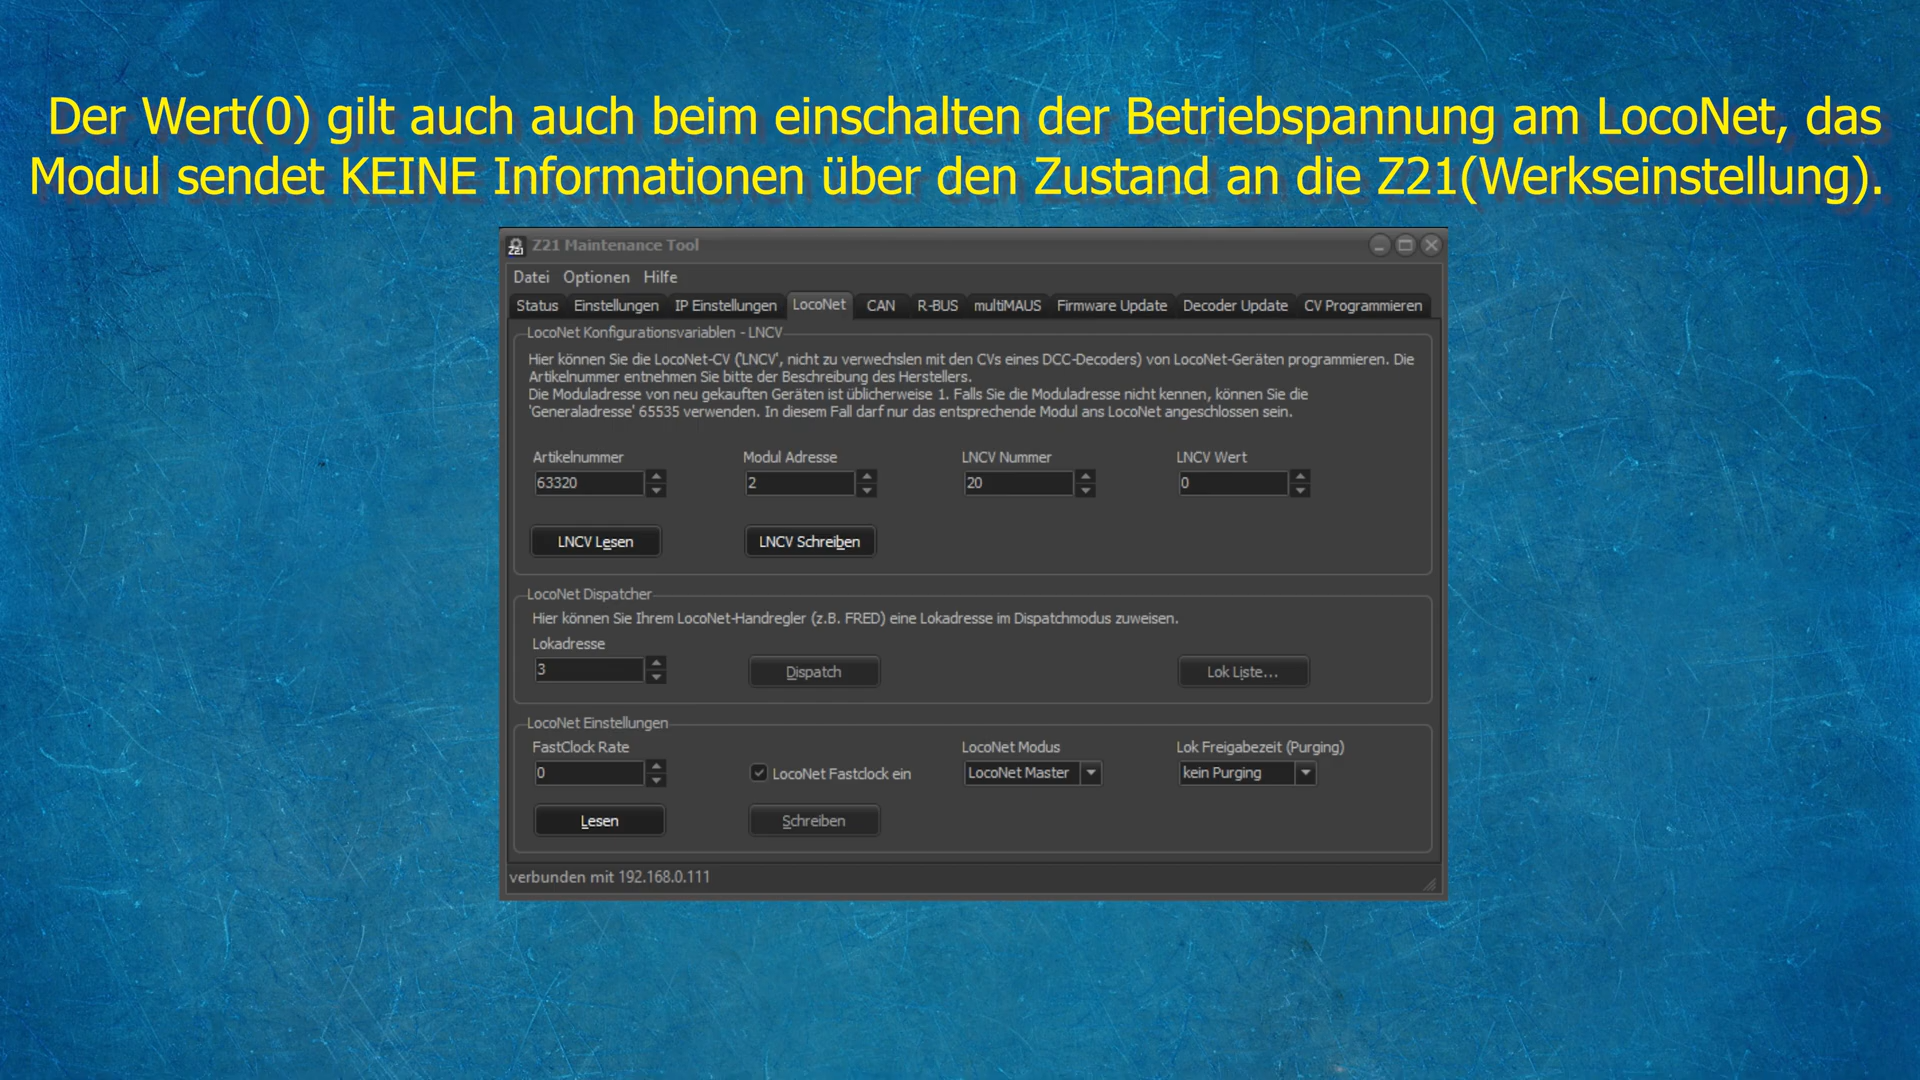 Der Wert(0) gilt auch auch beim einschalten der Betriebspannung am LocoNet, das
Modul sendet KEINE Informationen über den Zustand an die Z21(Werkseinstellung).
Z21 Z21 Maintenance Tool
Datei Optionen Hilfe
Status Einstellungen IP Einstellungen LocoNet CAN R-BUS multiMAUS Firmware Update Decoder Update CV Programmieren
LocoNet Konfigurationsvariablen - LNCV
Hier können Sie die LocoNet-CV ('LNCV', nicht zu verwechslen mit den CVs eines DCC-Decoders) von LocoNet-Geräten programmieren. Die
Artikelnummer entnehmen Sie bitte der Beschreibung des Herstellers.
Die Moduladresse von neu gekauften Geräten ist üblicherweise 1. Falls Sie die Moduladresse nicht kennen, können Sie die
'Generaladresse' 65535 verwenden. In diesem Fall darf nur das entsprechende Modul ans LocoNet angeschlossen sein.
Artikelnummer Modul Adresse LNCV Nummer LNCV Wert
63320 2 20 0
LNCV Lesen LNCV Schreiben
LocoNet Dispatcher
Hier können Sie Ihrem LocoNet-Handregler (z.B. FRED) eine Lokadresse im Dispatchmodus zuweisen.
Lokadresse
3 Dispatch Lok Liste...
LocoNet Einstellungen
FastClock Rate LocoNet Modus Lok Freigabezeit (Purging)
0 LocoNet Fastclock ein LocoNet Master kein Purging
Lesen Schreiben
verbunden mit 192.168.0.111